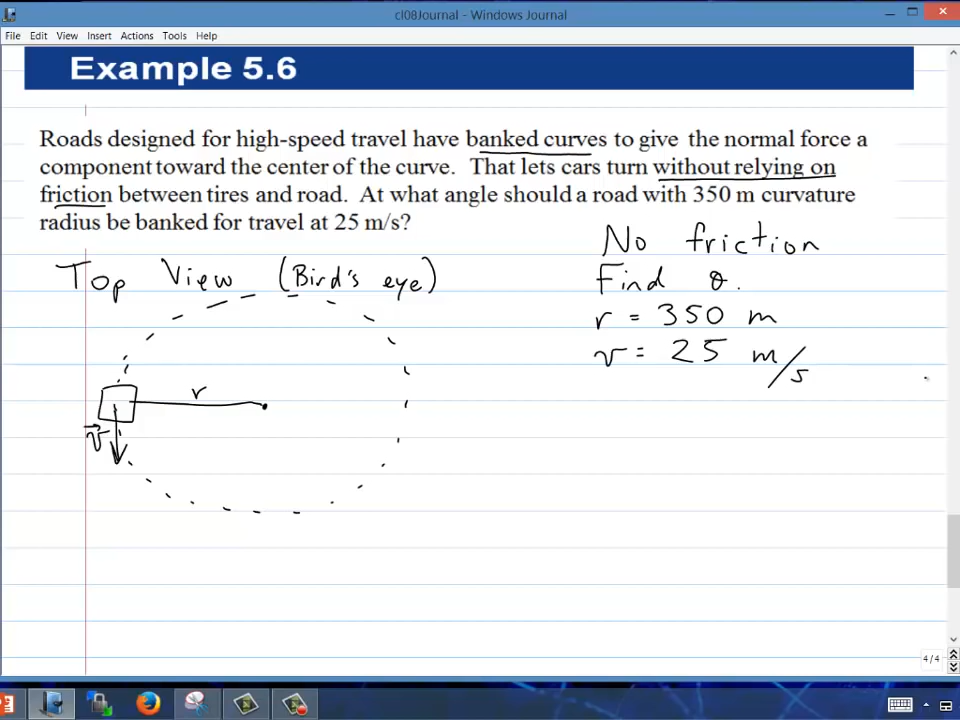 cl08Journal - Windows Journal
File Edit View Insert Actions Tools Help
Example 5.6
Roads designed for high-speed travel have banked curves to give the normal force a
component toward the center of the curve. That lets cars turn without relying on
friction between tires and road. At what angle should a road with 350 m curvature
radius be banked for travel at 25 m/s?
No friction
Find θ.
r = 350 m
v = 25 m/s
Top View (Bird's eye)
r
v
4/4